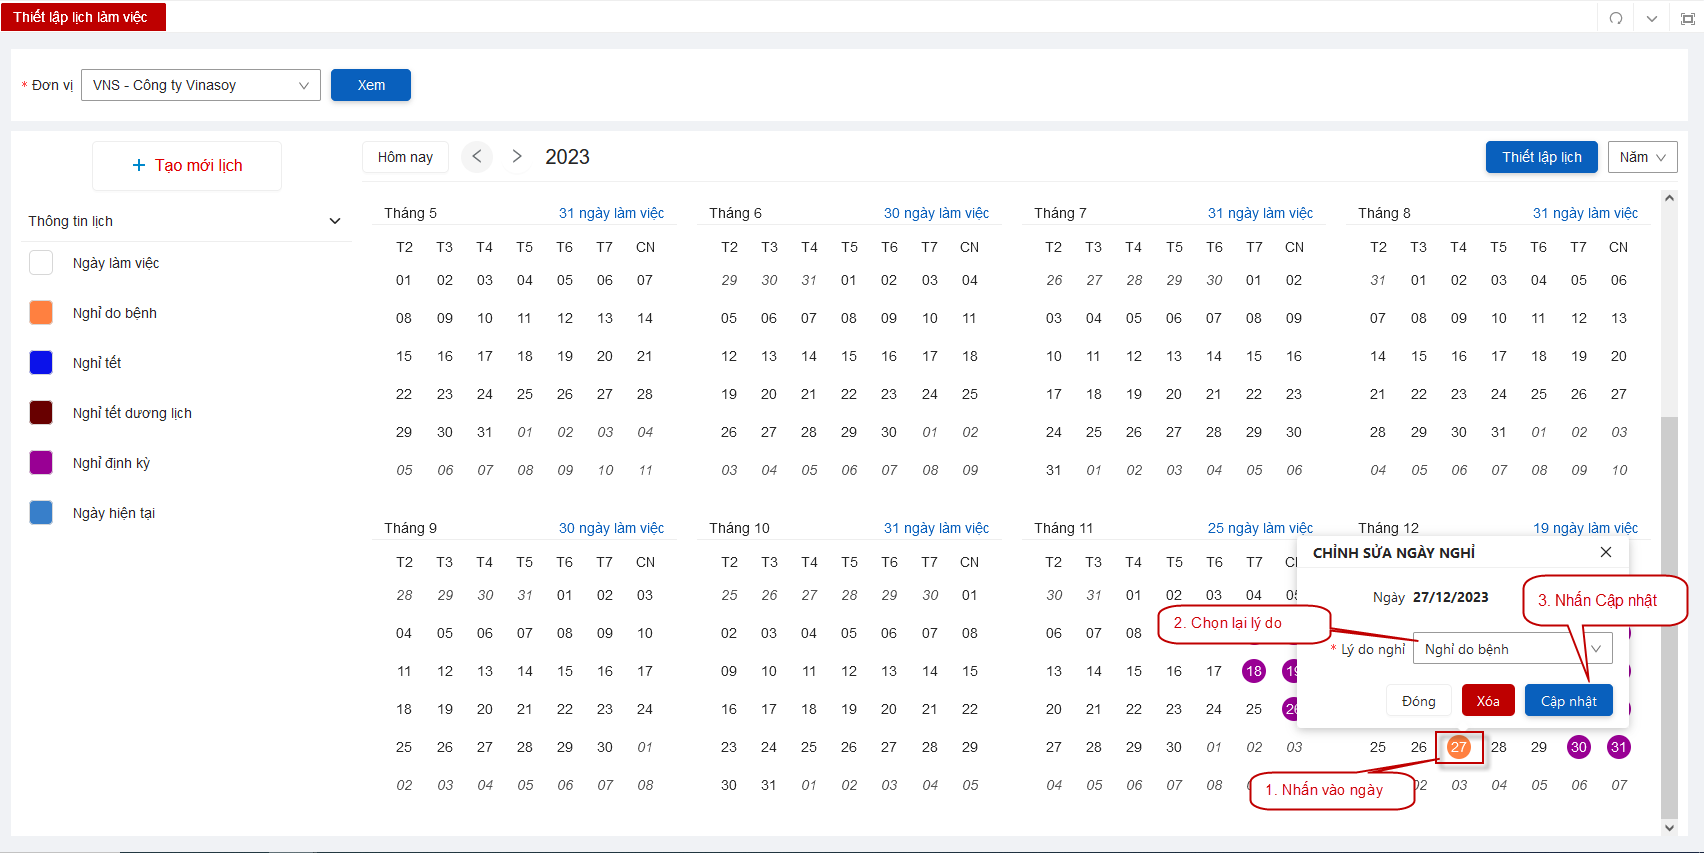 Thiết lập lịch làm việc
* Đơn vị VNS - Công ty Vinasoy Xem
+ Tạo mới lịch
Thông tin lịch
Ngày làm việc
Nghỉ do bệnh
Nghỉ tết
Nghỉ tết dương lịch
Nghỉ định kỳ
Ngày hiện tại
Hôm nay < > 2023 Thiết lập lịch Năm
Tháng 5 31 ngày làm việc
T2 T3 T4 T5 T6 T7 CN
01 02 03 04 05 06 07
08 09 10 11 12 13 14
15 16 17 18 19 20 21
22 23 24 25 26 27 28
29 30 31 01 02 03 04
05 06 07 08 09 10 11
Tháng 6 30 ngày làm việc
T2 T3 T4 T5 T6 T7 CN
29 30 31 01 02 03 04
05 06 07 08 09 10 11
12 13 14 15 16 17 18
19 20 21 22 23 24 25
26 27 28 29 30 01 02
03 04 05 06 07 08 09
Tháng 7 31 ngày làm việc
T2 T3 T4 T5 T6 T7 CN
26 27 28 29 30 01 02
03 04 05 06 07 08 09
10 11 12 13 14 15 16
17 18 19 20 21 22 23
24 25 26 27 28 29 30
31 01 02 03 04 05 06
Tháng 8 31 ngày làm việc
T2 T3 T4 T5 T6 T7 CN
31 01 02 03 04 05 06
07 08 09 10 11 12 13
14 15 16 17 18 19 20
21 22 23 24 25 26 27
28 29 30 31 01 02 03
04 05 06 07 08 09 10
Tháng 9 30 ngày làm việc
T2 T3 T4 T5 T6 T7 CN
28 29 30 31 01 02 03
04 05 06 07 08 09 10
11 12 13 14 15 16 17
18 19 20 21 22 23 24
25 26 27 28 29 30 01
02 03 04 05 06 07 08
Tháng 10 31 ngày làm việc
T2 T3 T4 T5 T6 T7 CN
25 26 27 28 29 30 01
02 03 04 05 06 07 08
09 10 11 12 13 14 15
16 17 18 19 20 21 22
23 24 25 26 27 28 29
30 31 01 02 03 04 05
Tháng 11 25 ngày làm việc
T2 T3 T4 T5 T6 T7
30 31 01 02 03 04 05
06 07 08
13 14 15 16 17 18 19
20 21 22 23 24 25 26
27 28 29 30 01 02 03
04 05 06 07 08
Tháng 12 19 ngày làm việc
CHỈNH SỬA NGÀY NGHỈ
Ngày 27/12/2023
3. Nhấn Cập nhật
2. Chọn lại lý do
* Lý do nghỉ Nghỉ do bệnh
Đóng Xóa Cập nhật
25 26 27 28 29 30 31
02 03 04 05 06 07
1. Nhấn vào ngày